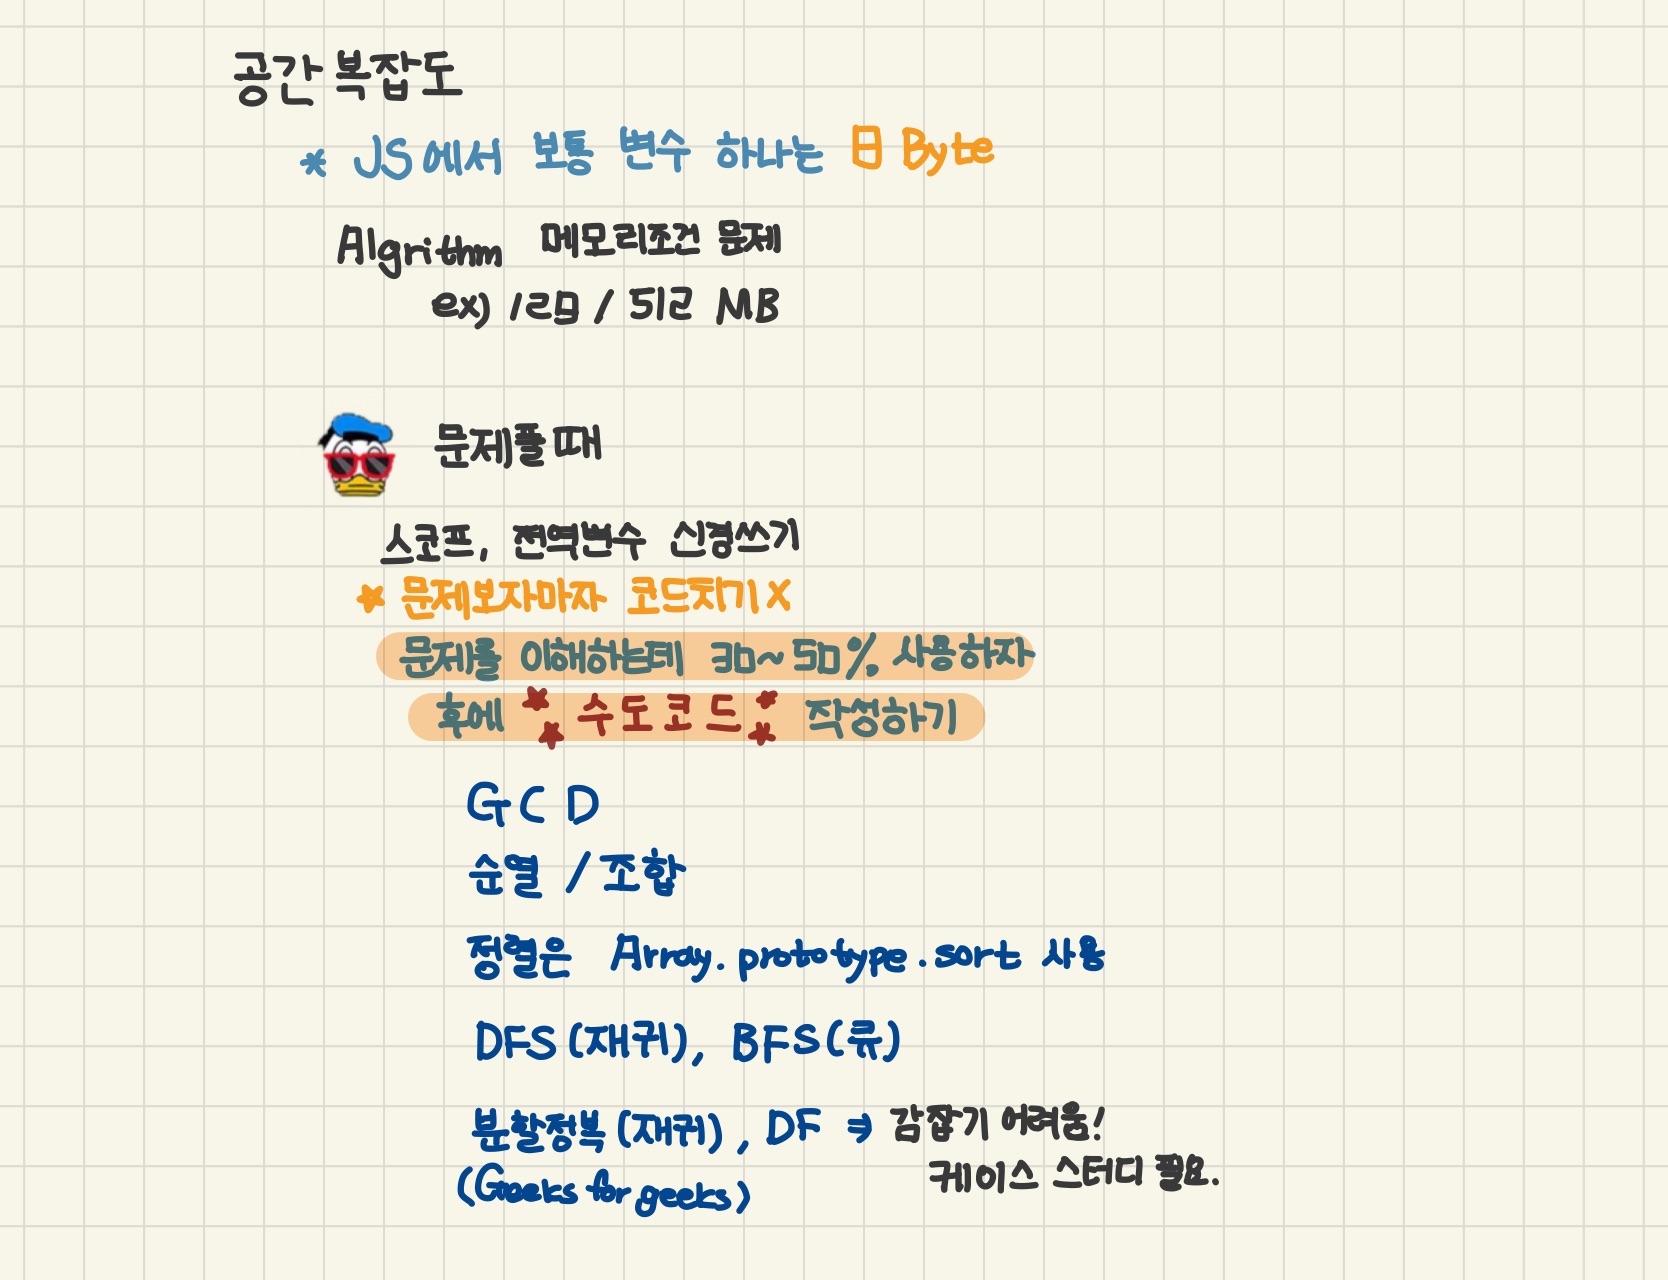 공간 복잡도
* JS에서 보통 변수 하나는 8 Byte
Algrithm 메모리조건 문제
ex) 128 / 512 MB
문제풀 때
스코프, 전역변수 신경쓰기
* 문제보자마자 코드치기 X
문제를 이해하는데 30~50% 사용하자
후에 수도코드 작성하기
GCD
순열 / 조합
정렬은 Array.prototype.sort 사용
DFS (재귀), BFS (큐)
분할정복 (재귀), DF ⇒ 감잡기 어려움!
(Geeks for geeks) 케이스 스터디 필요.